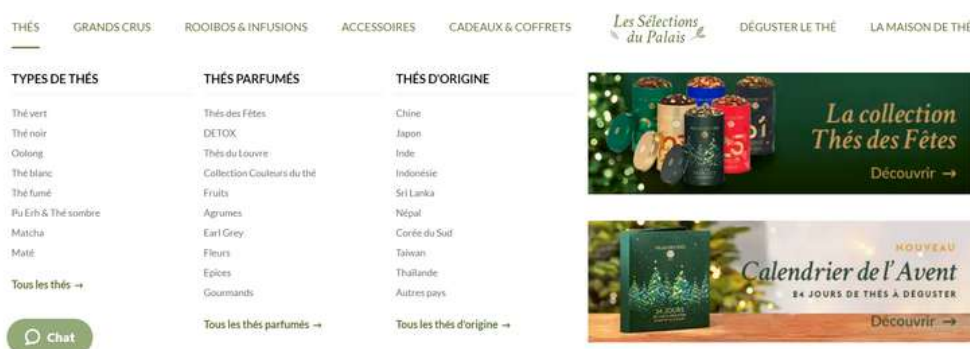 THÉS
GRANDS CRUS
ROOIBOS & INFUSIONS
ACCESSOIRES
CADEAUX & COFFRETS
Les Sélections
du Palais
DÉGUSTER LE THÉ
LA MAISON DE THÉ
TYPES DE THÉS
Thé vert
Thé noir
Oolong
Thé blanc
Thé fumé
Pu Erh & Thé sombre
Matcha
Maté
Tous les thés →
THÉS PARFUMÉS
Thés des Fêtes
DETOX
Thés du Louvre
Collection Couleurs du thé
Fruits
Agrumes
Earl Grey
Fleurs
Epices
Gourmands
Tous les thés parfumés →
THÉS D'ORIGINE
Chine
Japon
Inde
Indonésie
Sri Lanka
Népal
Corée du Sud
Taiwan
Thaïlande
Autres pays
Tous les thés d'origine →
La collection
Thés des Fêtes
Découvrir →
NOUVEAU
Calendrier de l'Avent
24 JOURS DE THÉS À DÉGUSTER
Découvrir →
24 JOURS
Chat